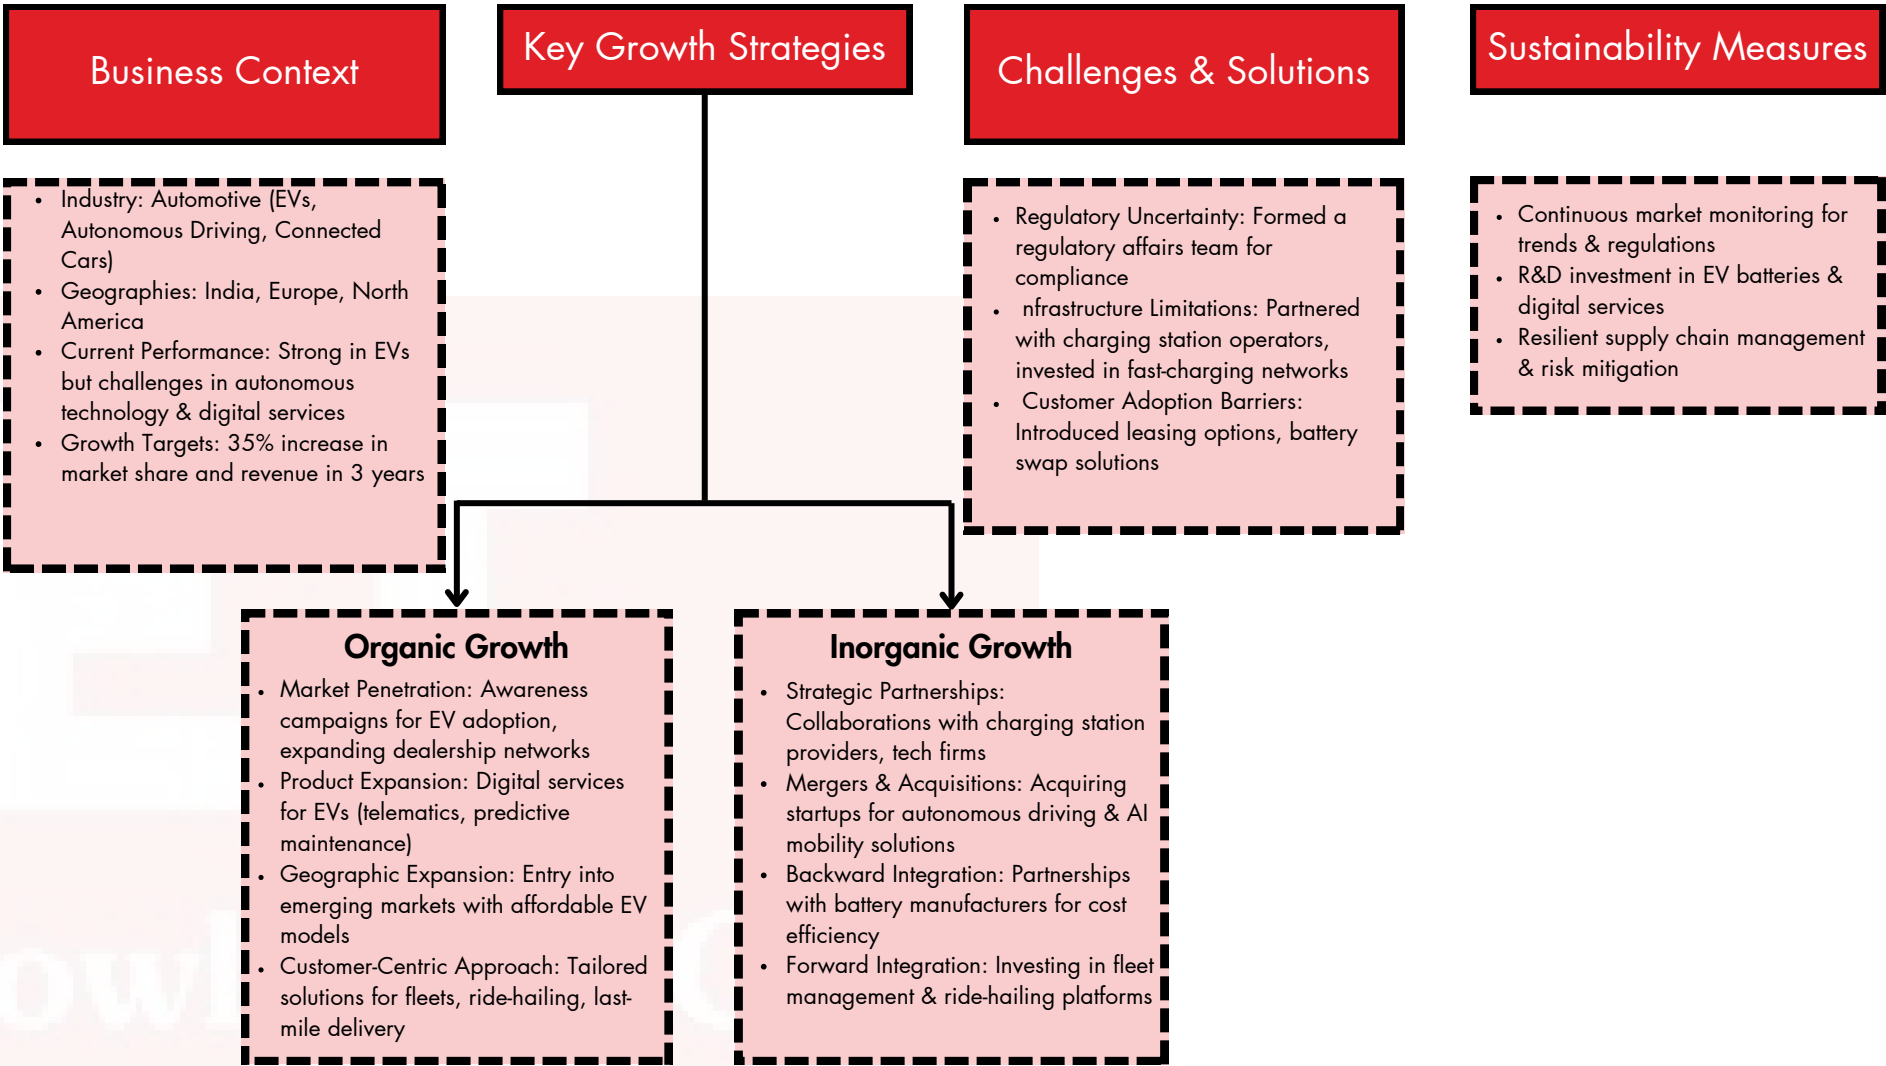 Business Context
• Industry: Automotive (EVs,
Autonomous Driving, Connected
Cars)
• Geographies: India, Europe, North
America
• Current Performance: Strong in EVs
but challenges in autonomous
technology & digital services
• Growth Targets: 35% increase in
market share and revenue in 3 years
Key Growth Strategies
Organic Growth
• Market Penetration: Awareness
campaigns for EV adoption,
expanding dealership networks
• Product Expansion: Digital services
for EVs (telematics, predictive
maintenance)
• Geographic Expansion: Entry into
emerging markets with affordable EV
models
• Customer-Centric Approach: Tailored
solutions for fleets, ride-hailing, last-
mile delivery
Inorganic Growth
• Strategic Partnerships:
Collaborations with charging station
providers, tech firms
• Mergers & Acquisitions: Acquiring
startups for autonomous driving & AI
mobility solutions
• Backward Integration: Partnerships
with battery manufacturers for cost
efficiency
• Forward Integration: Investing in fleet
management & ride-hailing platforms
Challenges & Solutions
• Regulatory Uncertainty: Formed a
regulatory affairs team for
compliance
• nfrastructure Limitations: Partnered
with charging station operators,
invested in fast-charging networks
• Customer Adoption Barriers:
Introduced leasing options, battery
swap solutions
Sustainability Measures
• Continuous market monitoring for
trends & regulations
• R&D investment in EV batteries &
digital services
• Resilient supply chain management
& risk mitigation